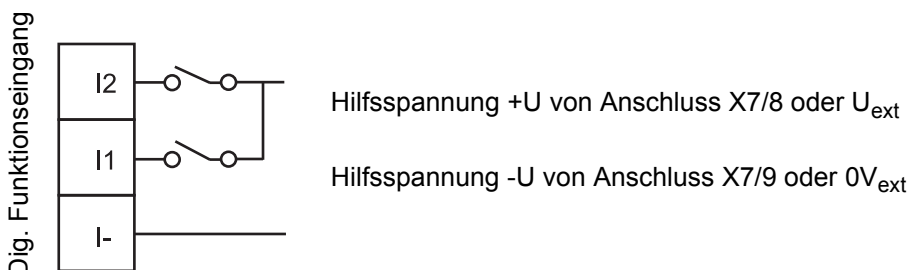 Dig. Funktionseingang
I2
Hilfsspannung +U von Anschluss X7/8 oder Uext
I1
Hilfsspannung -U von Anschluss X7/9 oder 0Vext
I-